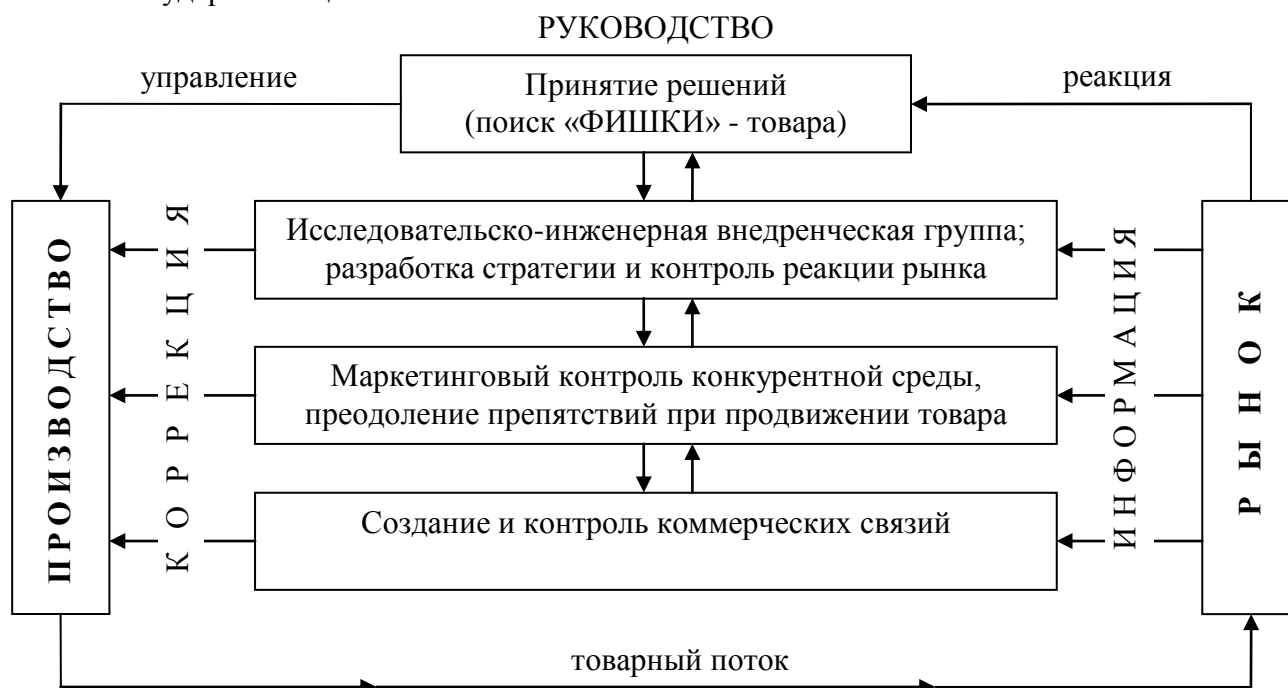 РУКОВОДСТВО
управление
Принятие решений
(поиск «ФИШКИ» - товара)
реакция
ПРОИЗВОДСТВО
КОРРЕКЦИЯ
Исследовательско-инженерная внедренческая группа;
разработка стратегии и контроль реакции рынка
Маркетинговый контроль конкурентной среды,
преодоление препятствий при продвижении товара
Создание и контроль коммерческих связий
ИНФОРМАЦИЯ
РЫНОК
товарный поток